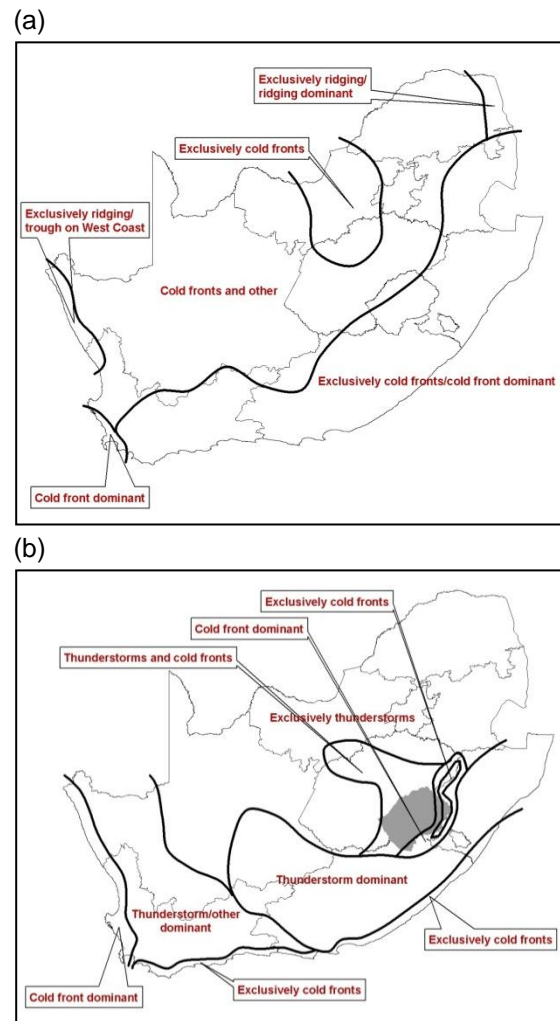 (a)
Exclusively ridging/
ridging dominant
Exclusively cold fronts
Exclusively ridging/
trough on West Coast
Cold fronts and other
Exclusively cold fronts/cold front dominant
Cold front dominant
(b)
Exclusively cold fronts
Cold front dominant
Thunderstorms and cold fronts
Exclusively thunderstorms
Thunderstorm dominant
Thunderstorm/other
dominant
Exclusively cold fronts
Cold front dominant
Exclusively cold fronts